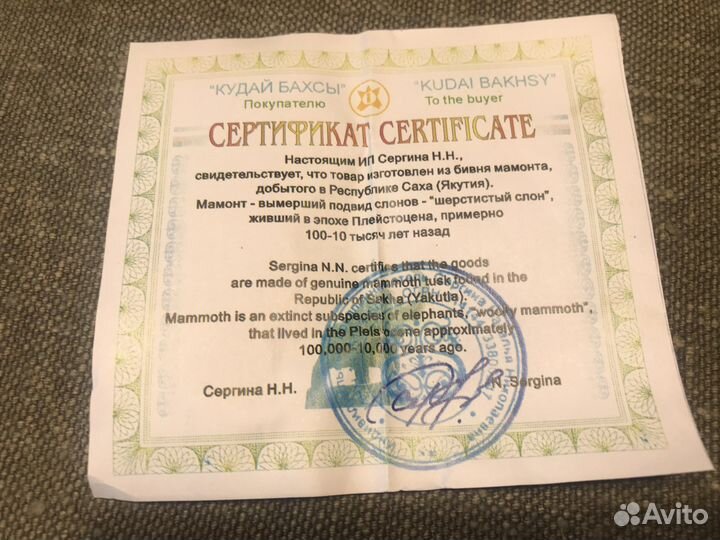 "КУДАЙ БАХСЫ" "KUDAI BAKHSY"
Покупателю To the buyer
СЕРТИФИКАТ CERTIFICATE
Настоящим ИП Сергина Н.Н.,
свидетельствует, что товар изготовлен из бивня мамонта,
добытого в Республике Саха (Якутия).
Мамонт - вымерший подвид слонов - "шерстистый слон",
живший в эпохе Плейстоцена, примерно
100-10 тысяч лет назад
Sergina N.N. certifies that the goods
are made of genuine mammoth tusk found in the
Republic of Sakha (Yakutia).
Mammoth is an extinct subspecies of elephants, "woolly mammoth",
that lived in the Pleistocene approximately
100,000-10,000 years ago.
Сергина Н.Н. N. Sergina
Avito